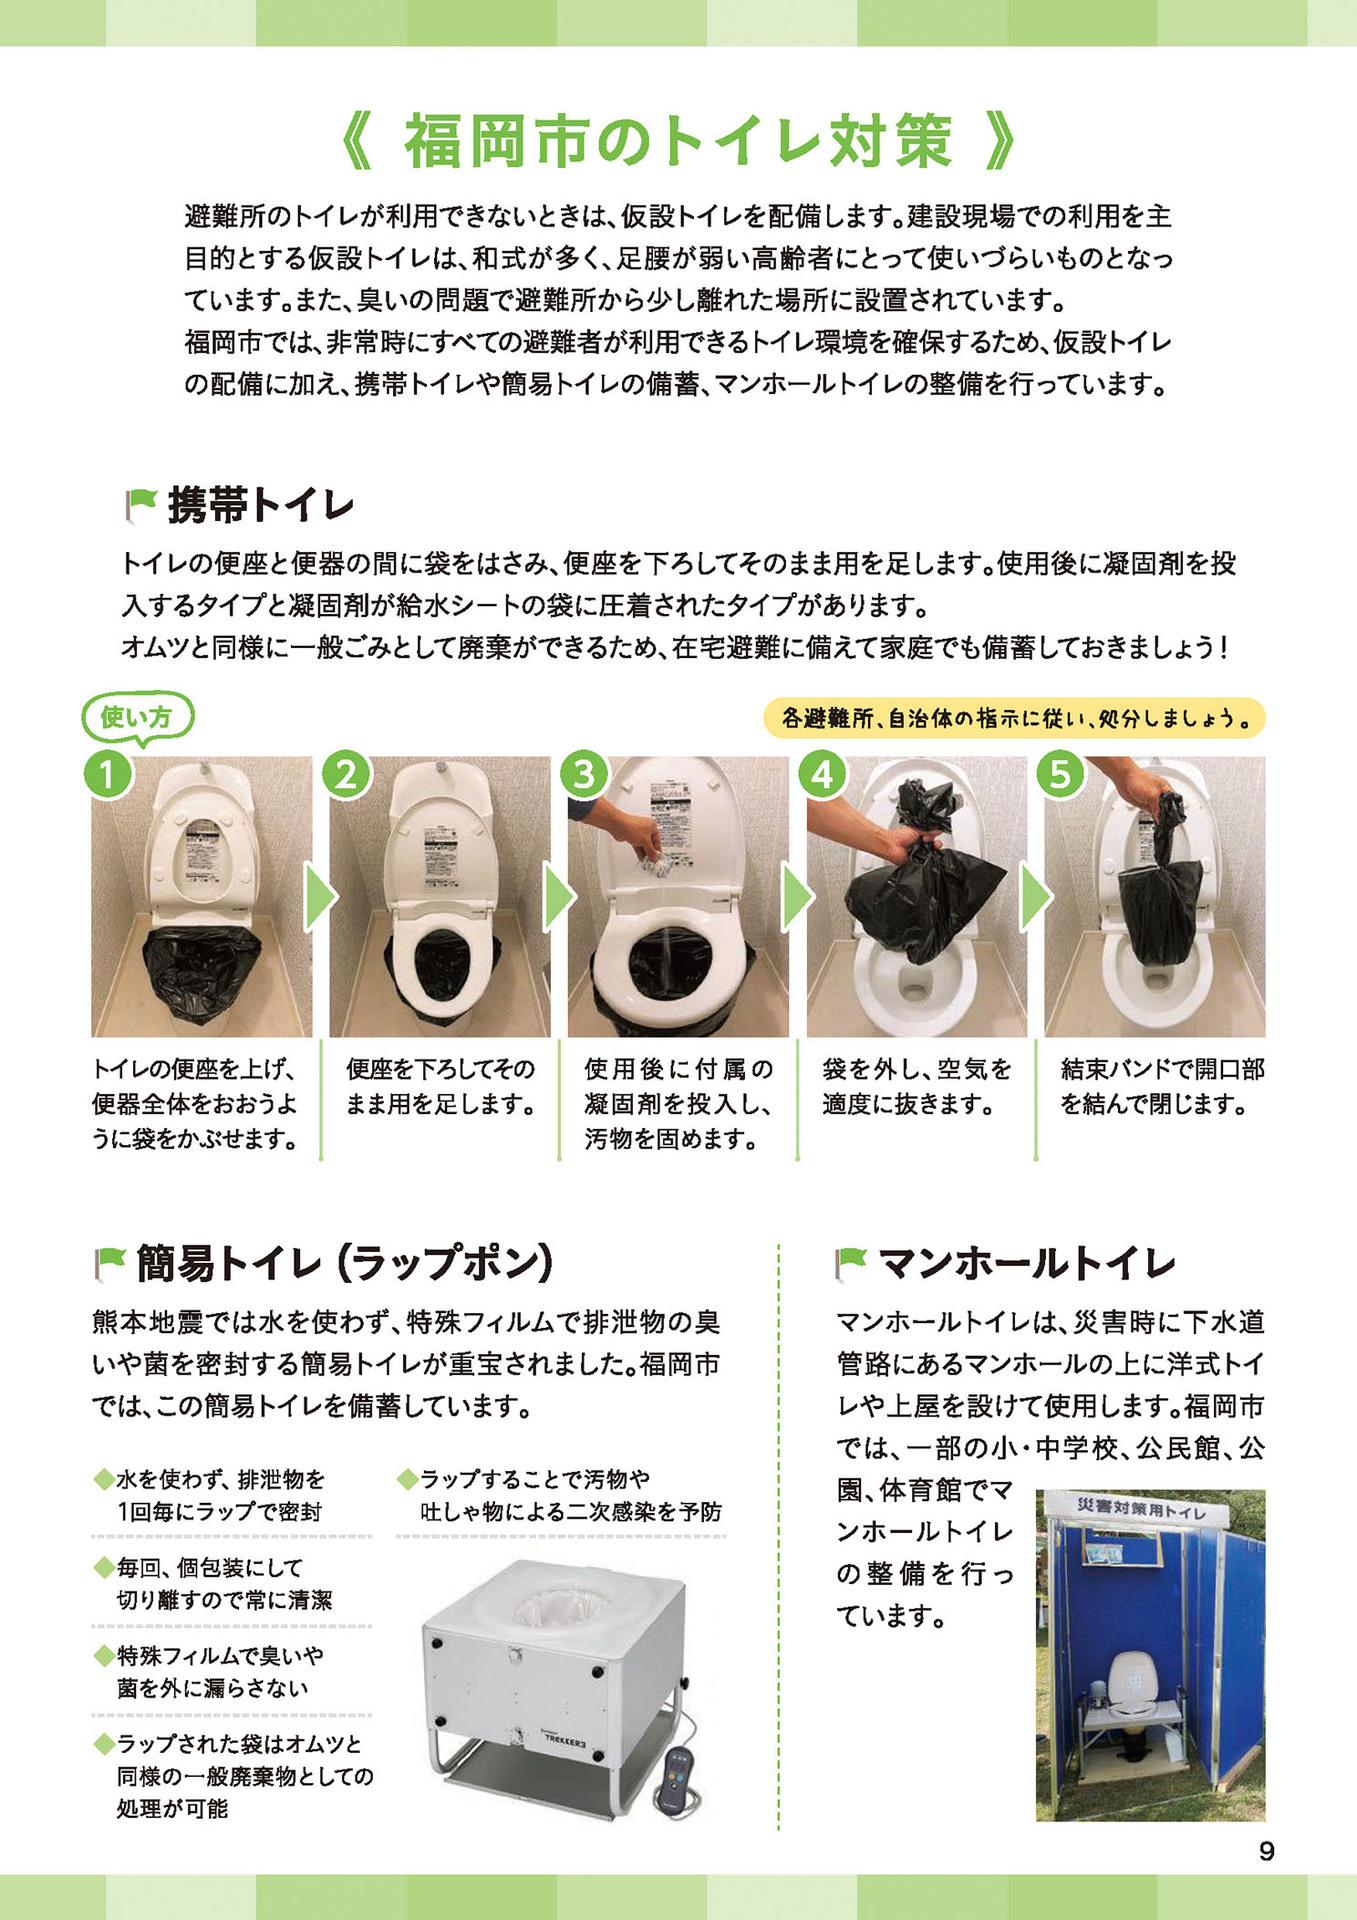 《 福岡市のトイレ対策 》
避難所のトイレが利用できないときは、仮設トイレを配備します。建設現場での利用を主
目的とする仮設トイレは、和式が多く、足腰が弱い高齢者にとって使いづらいものとなっ
ています。また、臭いの問題で避難所から少し離れた場所に設置されています。
福岡市では、非常時にすべての避難者が利用できるトイレ環境を確保するため、仮設トイレ
の配備に加え、携帯トイレや簡易トイレの備蓄、マンホールトイレの整備を行っています。
携帯トイレ
トイレの便座と便器の間に袋をはさみ、便座を下ろしてそのまま用を足します。使用後に凝固剤を投
入するタイプと凝固剤が給水シートの袋に圧着されたタイプがあります。
オムツと同様に一般ごみとして廃棄ができるため、在宅避難に備えて家庭でも備蓄しておきましょう！
使い方
各避難所、自治体の指示に従い、処分しましょう。
1
トイレの便座を上げ、
便器全体をおおうよ
うに袋をかぶせます。
2
便座を下ろしてその
まま用を足します。
3
使用後に付属の
凝固剤を投入し、
汚物を固めます。
4
袋を外し、空気を
適度に抜きます。
5
結束バンドで開口部
を結んで閉じます。
簡易トイレ（ラップポン）
熊本地震では水を使わず、特殊フィルムで排泄物の臭
いや菌を密封する簡易トイレが重宝されました。福岡市
では、この簡易トイレを備蓄しています。
◆水を使わず、排泄物を
1回毎にラップで密封
◆毎回、個包装にして
切り離すので常に清潔
◆特殊フィルムで臭いや
菌を外に漏らさない
◆ラップされた袋はオムツと
同様の一般廃棄物としての
処理が可能
◆ラップすることで汚物や
吐しゃ物による二次感染を予防
TREKKER3
マンホールトイレ
マンホールトイレは、災害時に下水道
管路にあるマンホールの上に洋式トイ
レや上屋を設けて使用します。福岡市
では、一部の小・中学校、公民館、公
園、体育館でマ
ンホールトイレ
の整備を行っ
ています。
災害対策用トイレ
9